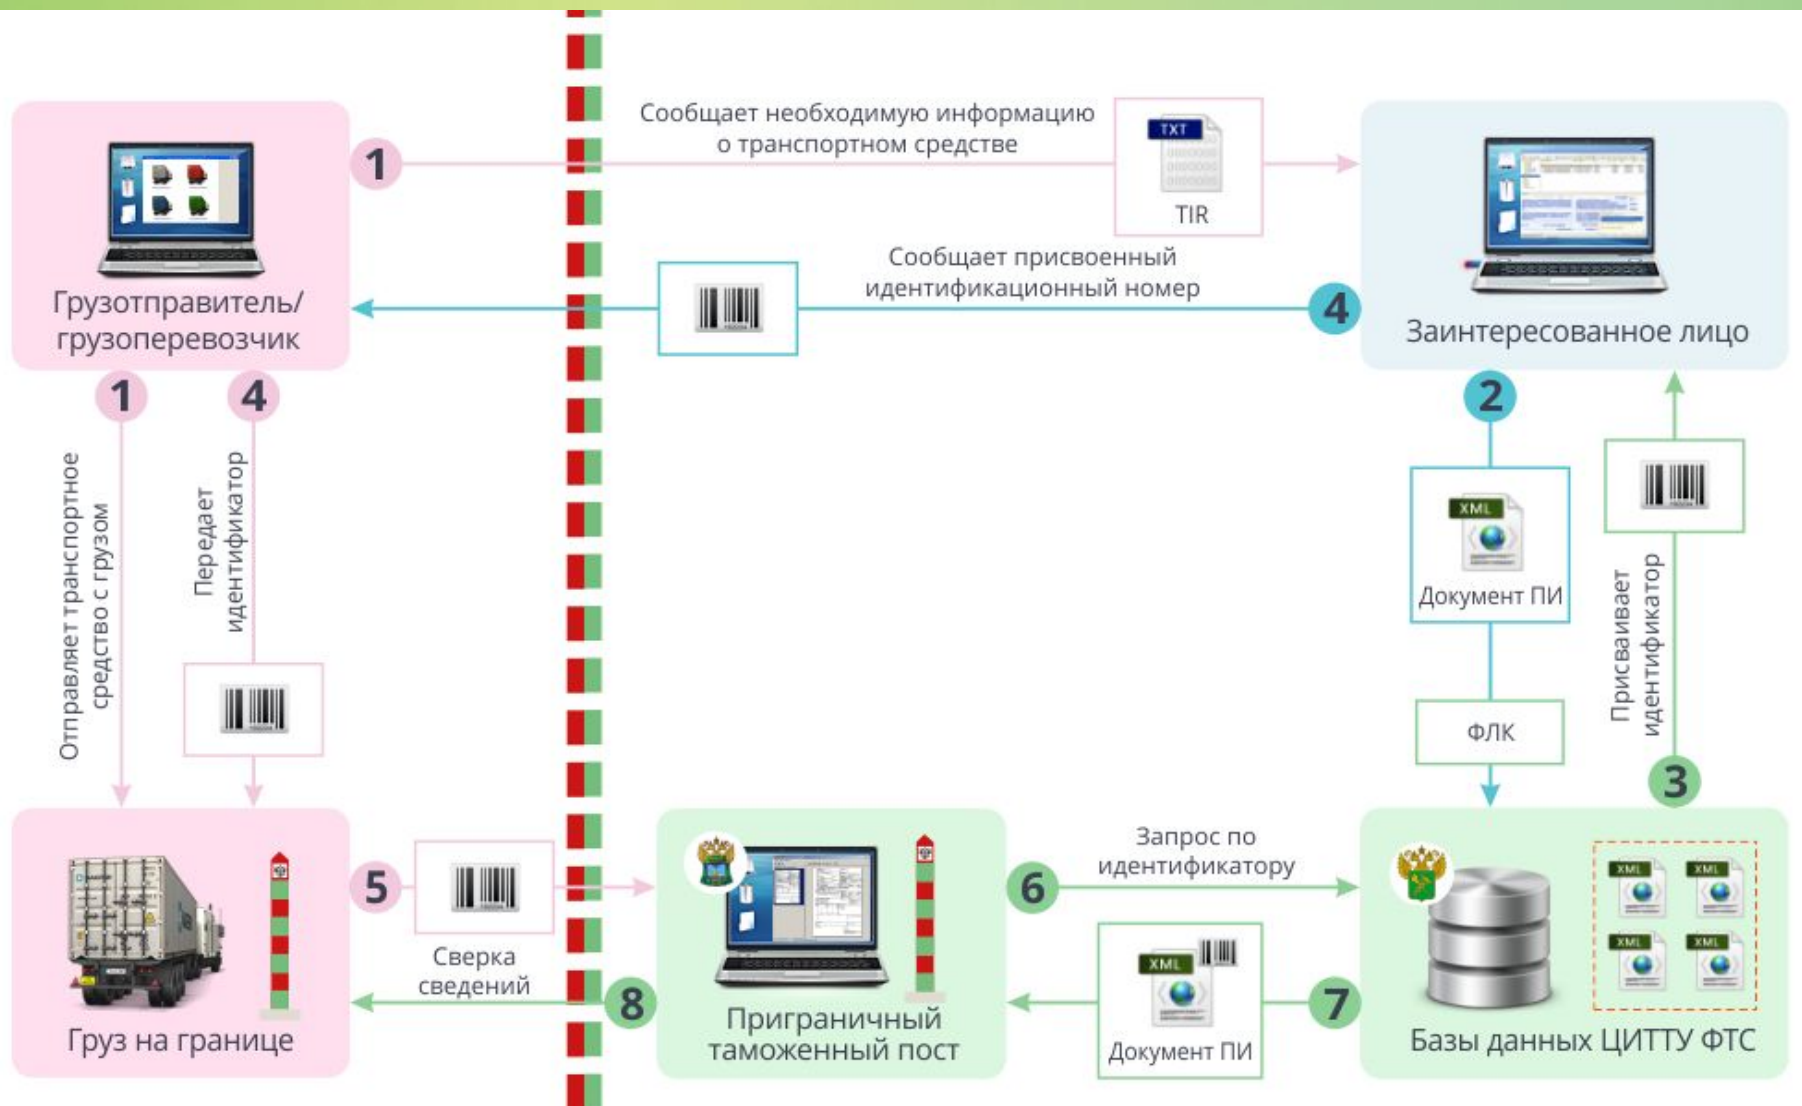 Сообщает необходимую информацию
о транспортном средстве
1
TXT
TIR
Грузотправитель/
грузоперевозчик
Сообщает присвоенный
идентификационный номер
4
Заинтересованное лицо
1
4
2
3
Отправляет транспортное
средство с грузом
Передает
идентификатор
XML
Документ ПИ
ФЛК
Присваивает
идентификатор
Груз на границе
5
Сверка
сведений
8
Приграничный
таможенный пост
6
Запрос по
идентификатору
XML
Документ ПИ
7
XML
XML
XML
XML
Базы данных ЦИТТУ ФТС